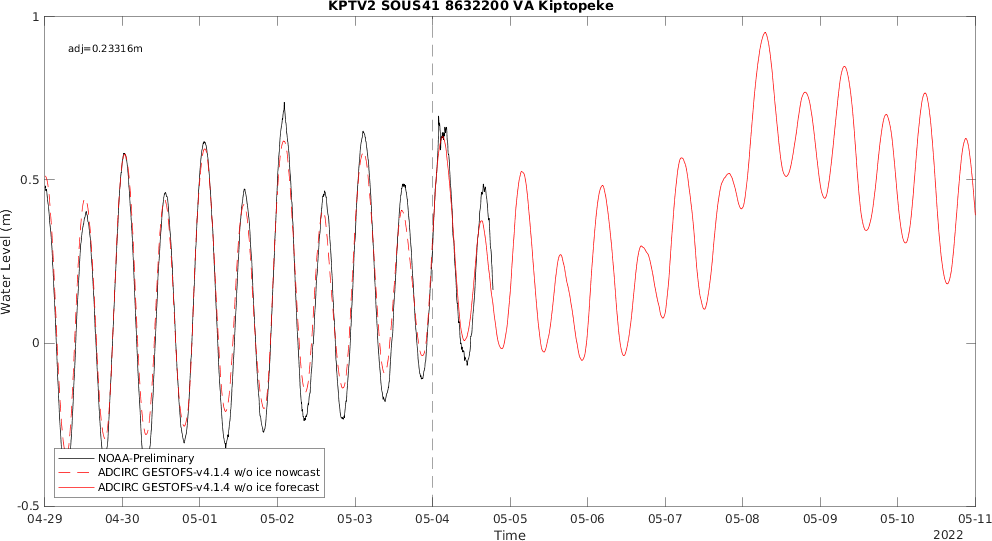 KPTV2 SOUS41 8632200 VA Kiptopeke
1
adj=0.23316m
0.5
Water Level (m)
0
NOAA-Preliminary
ADCIRC GESTOFS-v4.1.4 w/o ice nowcast
ADCIRC GESTOFS-v4.1.4 w/o ice forecast
-0.5
04-29 04-30 05-01 05-02 05-03 05-04 05-05 05-06 05-07 05-08 05-09 05-10 05-11
Time
2022